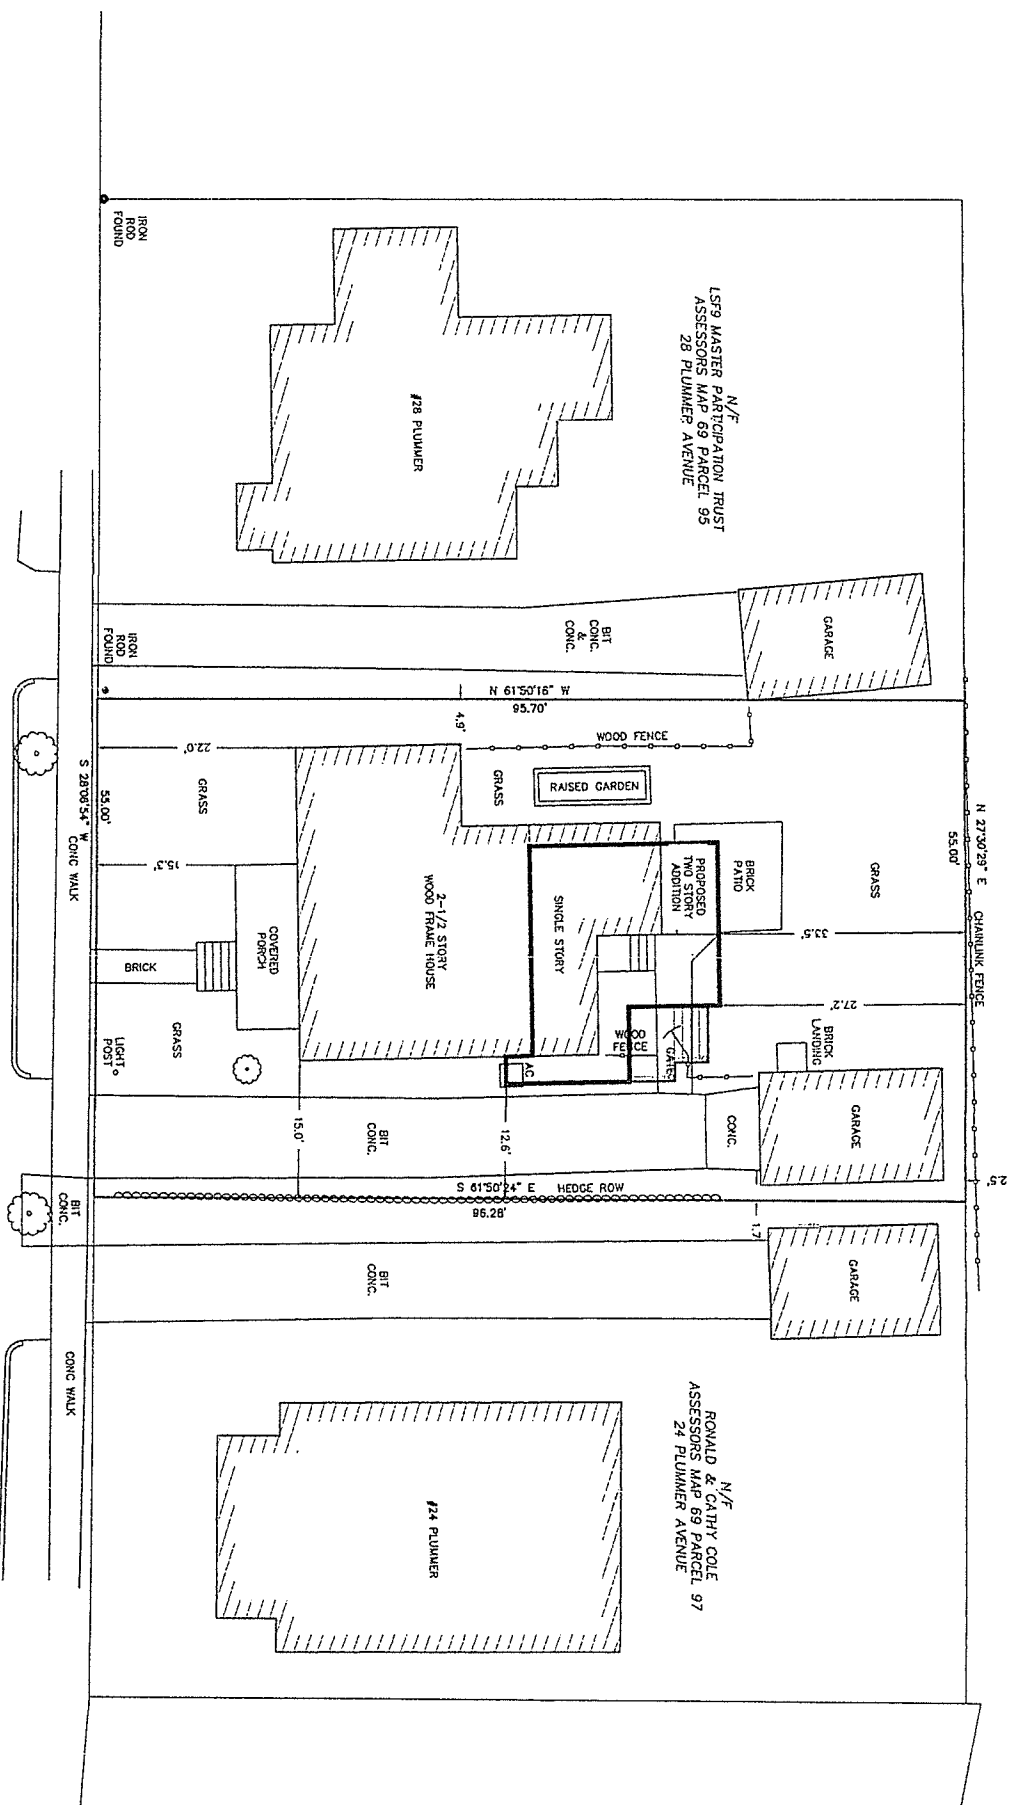 IRON
ROD
FOUND
N/F
LSF9 MASTER PARTICIPATION TRUST
ASSESSORS MAP 69 PARCEL 95
28 PLUMMER AVENUE
#28 PLUMMER
GARAGE
BIT
CONC.
&
CONC.
IRON
ROD
FOUND
N 61°50'16" W
95.70'
4.9'
WOOD FENCE
22.0'
GRASS
GRASS
RAISED GARDEN
S 28°06'54" W
55.00'
CONC WALK
15.3'
COVERED
PORCH
BRICK
2-1/2 STORY
WOOD FRAME HOUSE
SINGLE STORY
PROPOSED
TWO STORY
ADDITION
BRICK
PATIO
GRASS
55.00'
N 27°30'29" E
CHAINLINK FENCE
33.5'
27.2'
BRICK
LANDING
WOOD
FENCE
GATE
AC
GRASS
LIGHT
POST
15.0'
BIT
CONC.
12.6'
CONC.
GARAGE
2.5'
S 61°50'24" E
HEDGE ROW
96.28'
1.7'
BIT
CONC.
BIT
CONC.
GARAGE
CONC WALK
N/F
RONALD & CATHY COLE
ASSESSORS MAP 69 PARCEL 97
24 PLUMMER AVENUE
#24 PLUMMER